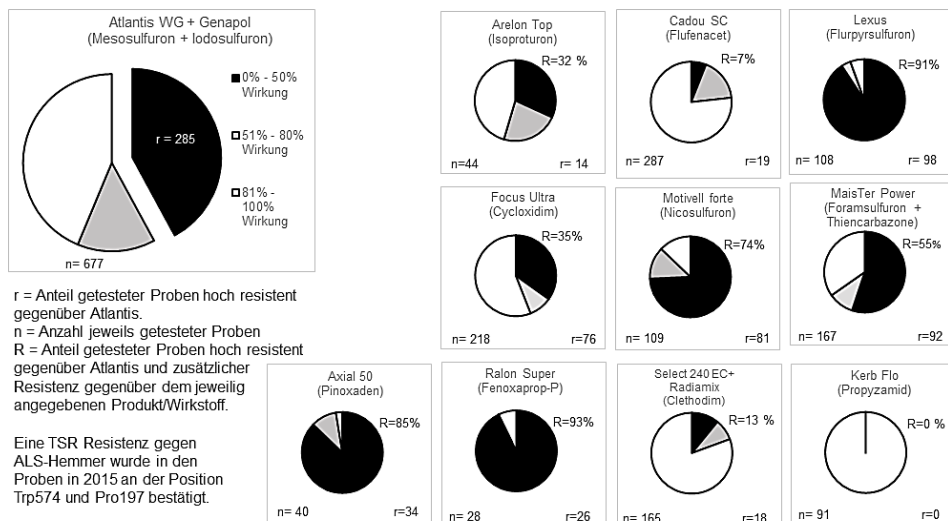 Atlantis WG + Genapol
(Mesosulfuron + Iodosulfuron)
0% - 50%
Wirkung
r = 285
51% - 80%
Wirkung
81% -
100%
Wirkung
n= 677
Arelon Top
(Isoproturon)
R=32 %
n=44 r= 14
Cadou SC
(Flufenacet)
R=7%
n= 287 r=19
Lexus
(Flurpyrsulfuron)
R=91%
n= 108 r= 98
Focus Ultra
(Cycloxidim)
R=35%
n= 218 r=76
Motivell forte
(Nicosulfuron)
R=74%
n= 109 r=81
MaisTer Power
(Foramsulfuron +
Thiencarbazone)
R=55%
n= 167 r=92
r = Anteil getesteter Proben hoch resistent
gegenüber Atlantis.
n = Anzahl jeweils getesteter Proben
R = Anteil getesteter Proben hoch resistent
gegenüber Atlantis und zusätzlicher
Resistenz gegenüber dem jeweilig
angegebenen Produkt/Wirkstoff.
Eine TSR Resistenz gegen
ALS-Hemmer wurde in den
Proben in 2015 an der Position
Trp574 und Pro197 bestätigt.
Axial 50
(Pinoxaden)
R=85%
n= 40 r=34
Ralon Super
(Fenoxaprop-P)
R=93%
n= 28 r=26
Select 240 EC+
Radiamix
(Clethodim)
R=13 %
n= 165 r=18
Kerb Flo
(Propyzamid)
R=0 %
n= 91 r=0